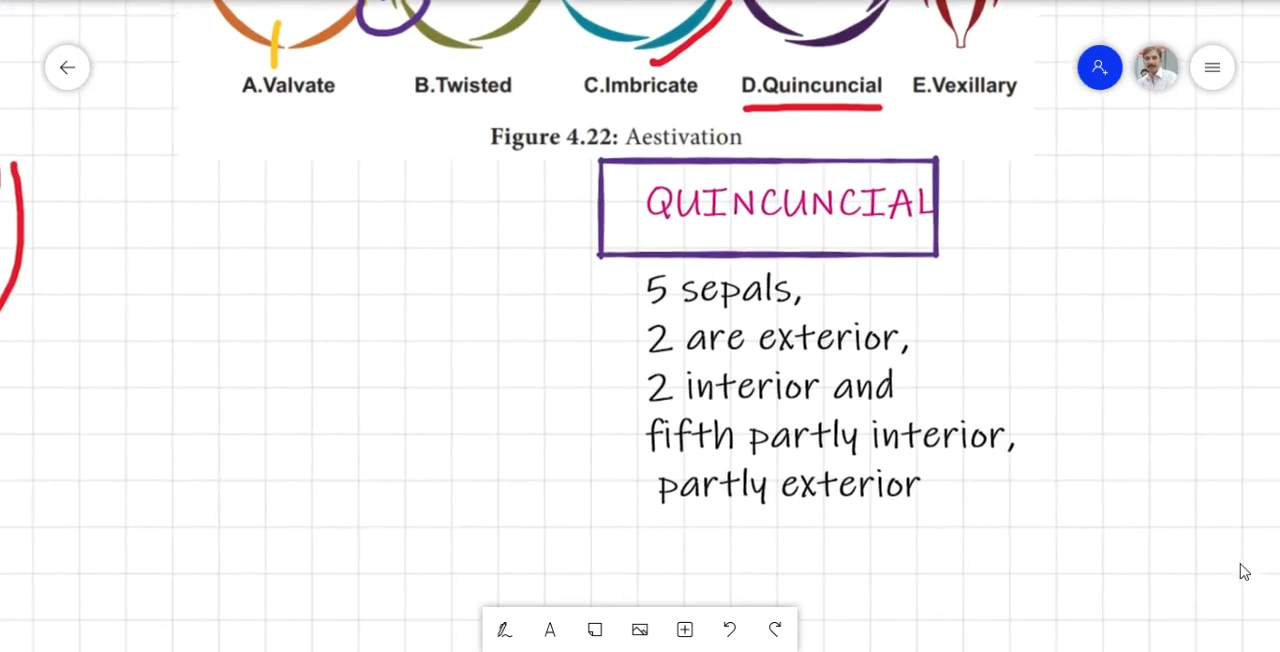 A.Valvate B.Twisted C.Imbricate D.Quincuncial E.Vexillary
Figure 4.22: Aestivation
QUINCUNCIAL
5 sepals,
2 are exterior,
2 interior and
fifth partly interior,
partly exterior